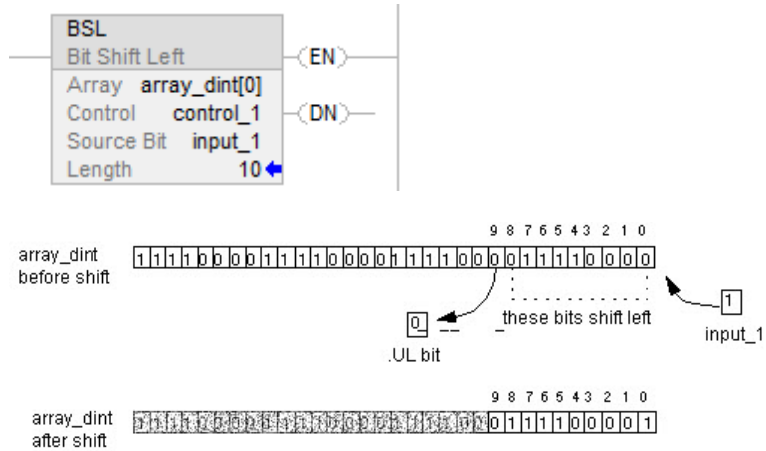 BSL
Bit Shift Left
EN
Array array_dint[0]
Control control_1
DN
Source Bit input_1
Length 10
9 8 7 6 5 4 3 2 1 0
array_dint
before shift
1 1 1 1 0 0 0 0 1 1 1 1 0 0 0 0 1 1 1 1 0 0 0 0 1 1 1 1 0 0 0 0
1
0
these bits shift left
input_1
.UL bit
9 8 7 6 5 4 3 2 1 0
array_dint
after shift
0 1 1 1 1 0 0 0 0 1